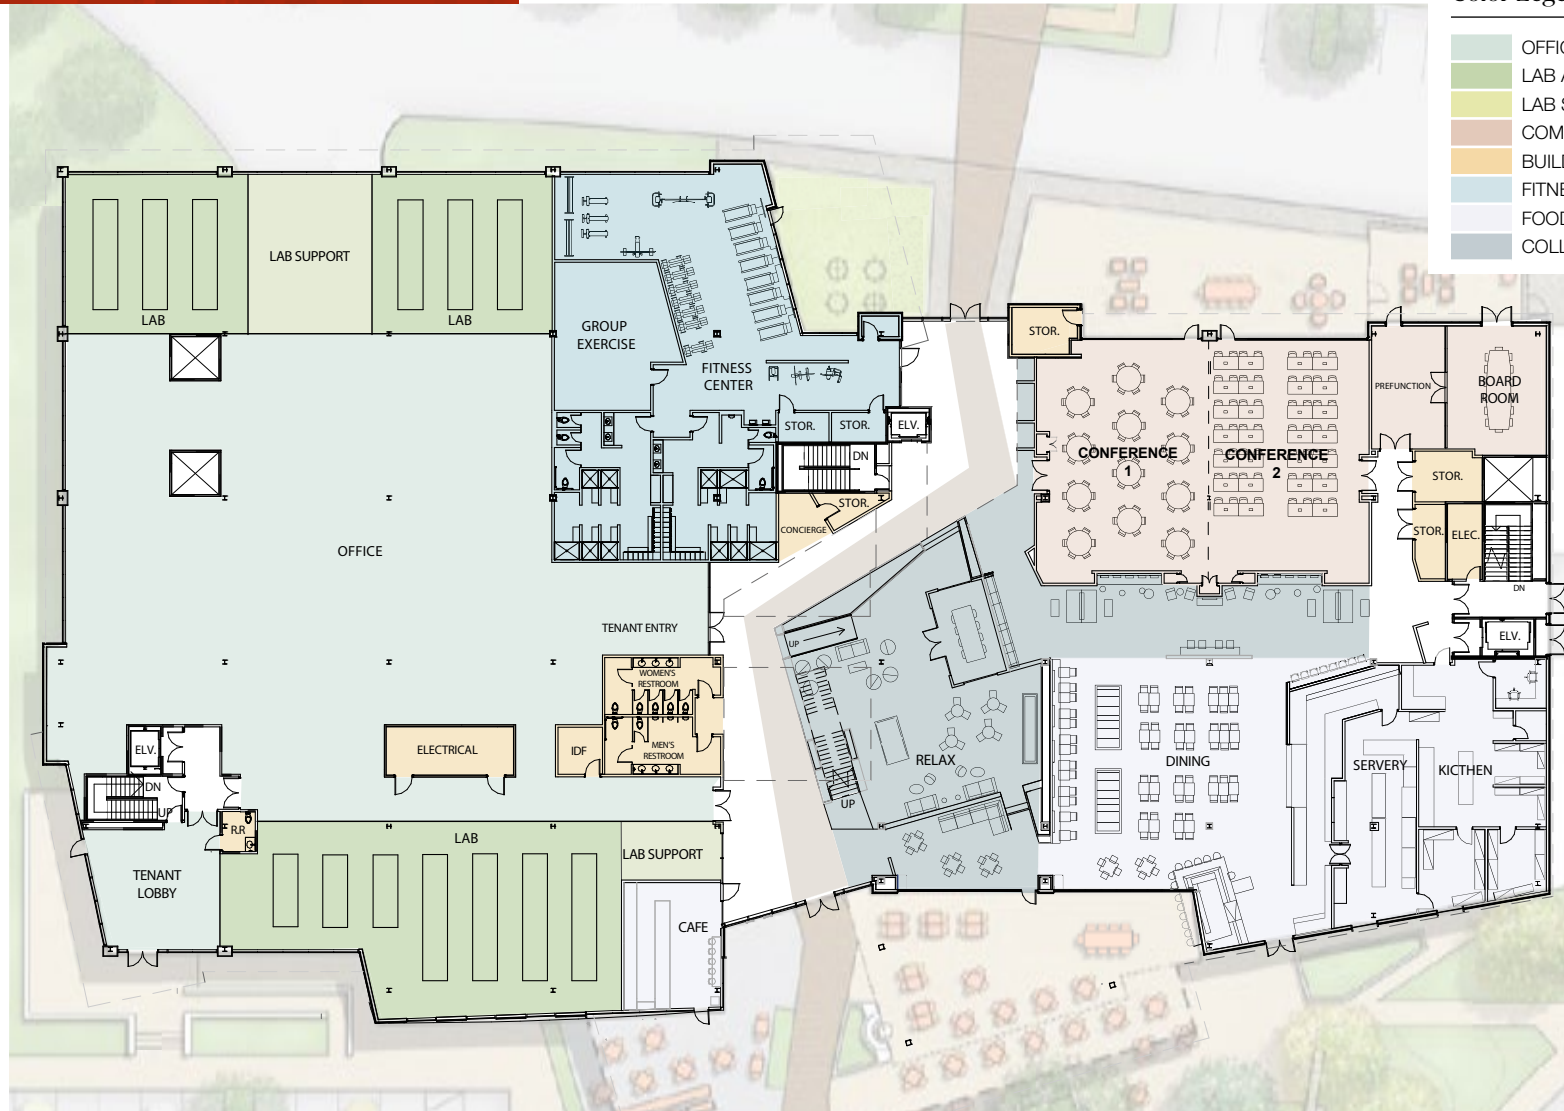 OFFIC
LAB A
LAB S
COM
BUILD
FITNE
FOOD
COLL
LAB SUPPORT
LAB
LAB
GROUP
EXERCISE
FITNESS
CENTER
STOR.
STOR.
ELV.
DN
STOR.
CONCIERGE
STOR.
CONFERENCE
1
CONFERENCE
2
PREFUNCTION
BOARD
ROOM
STOR.
STOR.
ELEC.
DN
ELV.
OFFICE
TENANT ENTRY
WOMEN'S
RESTROOM
MEN'S
RESTROOM
IDF
ELECTRICAL
ELV.
DN
UP
R.R
TENANT
LOBBY
LAB
LAB SUPPORT
CAFE
UP
RELAX
UP
DINING
SERVERY
KICTHEN